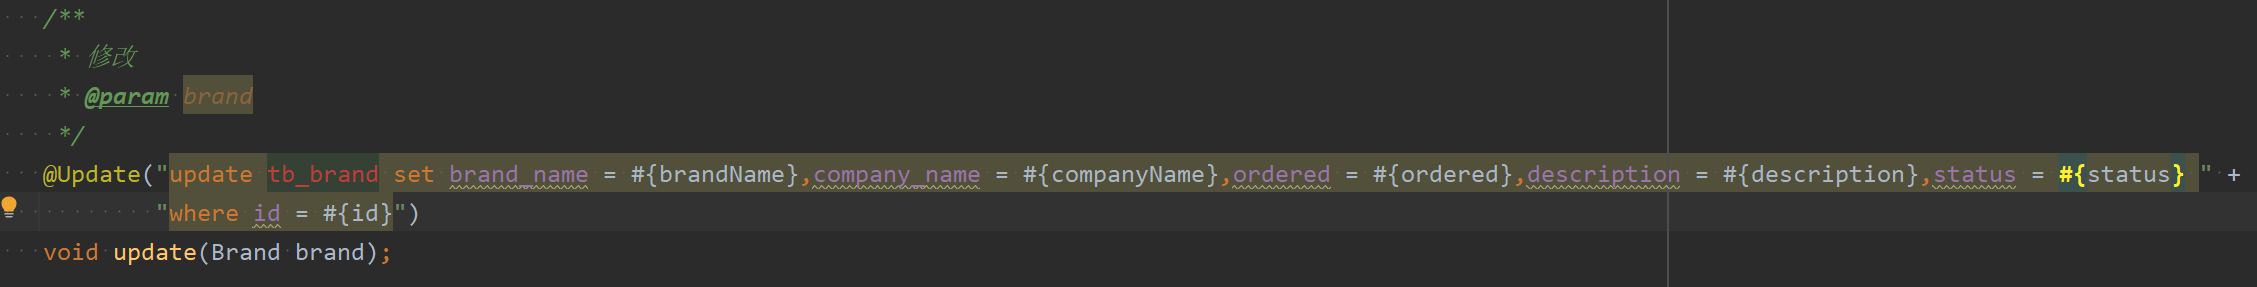 /**
* 修改
* @param brand
*/
@Update("update tb_brand set brand_name = #{brandName},company_name = #{companyName},ordered = #{ordered},description = #{description},status = #{status} " +
"where id = #{id}")
void update(Brand brand);